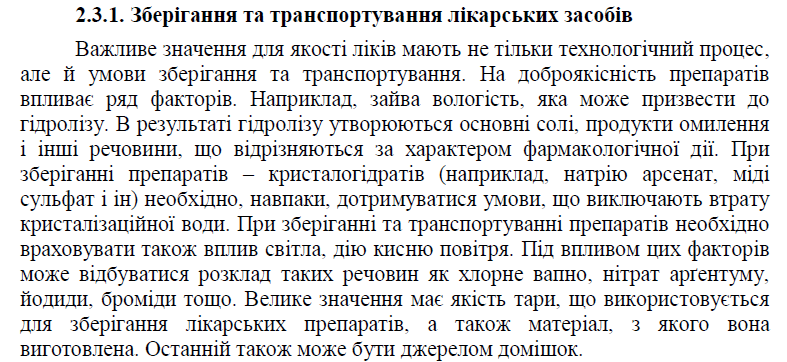 2.3.1. Зберігання та транспортування лікарських засобів
Важливе значення для якості ліків мають не тільки технологічний процес,
але й умови зберігання та транспортування. На доброякісність препаратів
впливає ряд факторів. Наприклад, зайва вологість, яка може призвести до
гідролізу. В результаті гідролізу утворюються основні солі, продукти омилення
і інші речовини, що відрізняються за характером фармакологічної дії. При
зберіганні препаратів – кристалогідратів (наприклад, натрію арсенат, міді
сульфат і ін) необхідно, навпаки, дотримуватися умови, що виключають втрату
кристалізаційної води. При зберіганні та транспортуванні препаратів необхідно
враховувати також вплив світла, дію кисню повітря. Під впливом цих факторів
може відбуватися розклад таких речовин як хлорне вапно, нітрат арґентуму,
йодиди, броміди тощо. Велике значення має якість тари, що використовується
для зберігання лікарських препаратів, а також матеріал, з якого вона
виготовлена. Останній також може бути джерелом домішок.